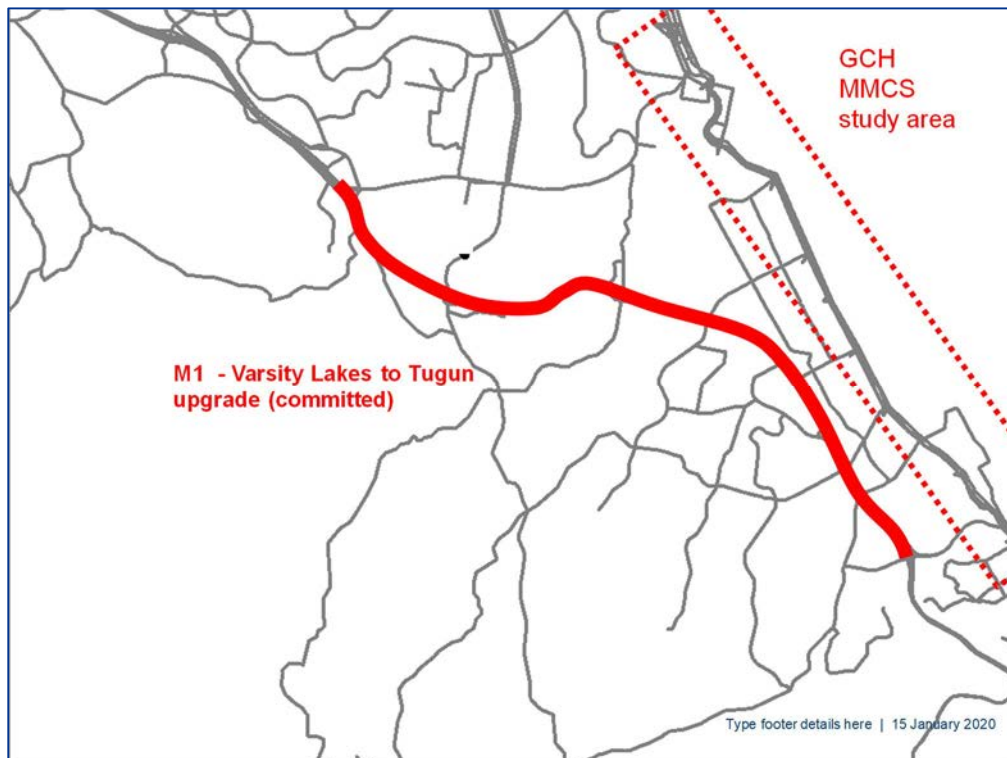 GCH
MMCS
study area
M1 - Varsity Lakes to Tugun
upgrade (committed)
Type footer details here | 15 January 2020